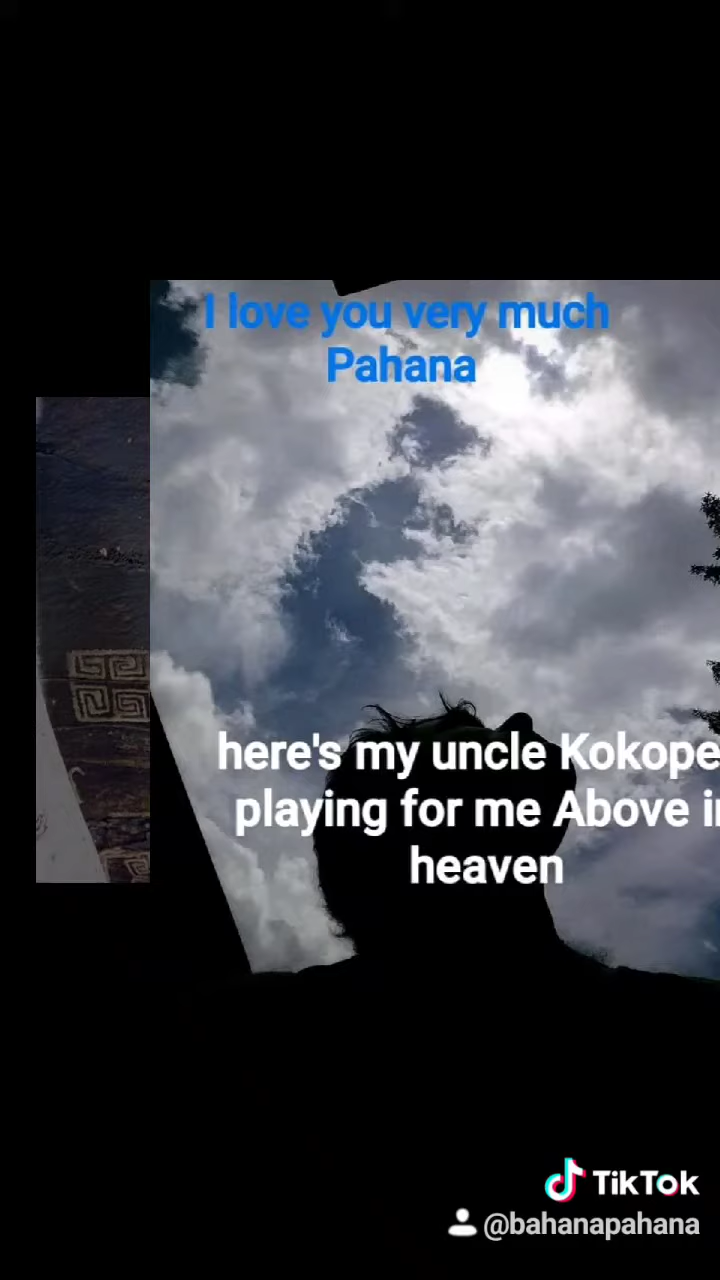 I love you very much
Pahana
here's my uncle Kokope
playing for me Above i
heaven
TikTok
@bahanapahana